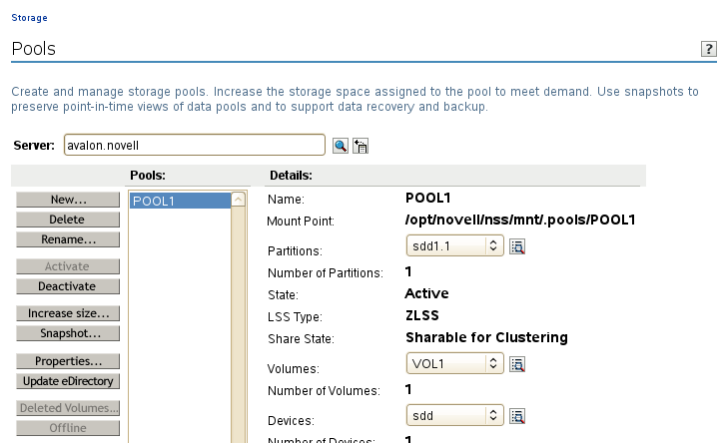 Storage
Pools
?
Create and manage storage pools. Increase the storage space assigned to the pool to meet demand. Use snapshots to
preserve point-in-time views of data pools and to support data recovery and backup.
Server: avalon.novell
Pools: Details:
New... POOL1 Name: POOL1
Delete Mount Point: /opt/novell/nss/mnt/.pools/POOL1
Rename... Partitions: sdd1.1
Activate Number of Partitions: 1
Deactivate State: Active
Increase size... LSS Type: ZLSS
Snapshot... Share State: Sharable for Clustering
Properties... Volumes: VOL1
Update eDirectory Number of Volumes: 1
Deleted Volumes... Devices: sdd
Offline Number of Devices: 1